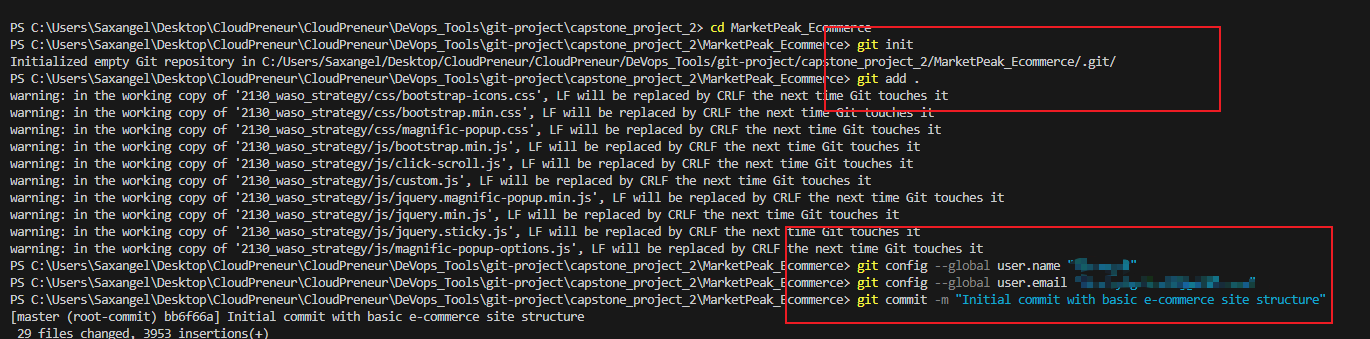 PS C:\Users\Saxangel\Desktop\CloudPreneur\CloudPreneur\DeVops_Tools\git-project\capstone_project_2> cd MarketPeak_Ecommerce
PS C:\Users\Saxangel\Desktop\CloudPreneur\CloudPreneur\DeVops_Tools\git-project\capstone_project_2\MarketPeak_Ecommerce> git init
Initialized empty Git repository in C:/Users/Saxangel/Desktop/CloudPreneur/CloudPreneur/DeVops_Tools/git-project/capstone_project_2/MarketPeak_Ecommerce/.git/
PS C:\Users\Saxangel\Desktop\CloudPreneur\CloudPreneur\DeVops_Tools\git-project\capstone_project_2\MarketPeak_Ecommerce> git add .
warning: in the working copy of '2130_waso_strategy/css/bootstrap-icons.css', LF will be replaced by CRLF the next time Git touches it
warning: in the working copy of '2130_waso_strategy/css/bootstrap.min.css', LF will be replaced by CRLF the next time Git touches it
warning: in the working copy of '2130_waso_strategy/css/magnific-popup.css', LF will be replaced by CRLF the next time Git touches it
warning: in the working copy of '2130_waso_strategy/js/bootstrap.min.js', LF will be replaced by CRLF the next time Git touches it
warning: in the working copy of '2130_waso_strategy/js/click-scroll.js', LF will be replaced by CRLF the next time Git touches it
warning: in the working copy of '2130_waso_strategy/js/custom.js', LF will be replaced by CRLF the next time Git touches it
warning: in the working copy of '2130_waso_strategy/js/jquery.magnific-popup.min.js', LF will be replaced by CRLF the next time Git touches it
warning: in the working copy of '2130_waso_strategy/js/jquery.min.js', LF will be replaced by CRLF the next time Git touches it
warning: in the working copy of '2130_waso_strategy/js/jquery.sticky.js', LF will be replaced by CRLF the next time Git touches it
warning: in the working copy of '2130_waso_strategy/js/magnific-popup-options.js', LF will be replaced by CRLF the next time Git touches it
PS C:\Users\Saxangel\Desktop\CloudPreneur\CloudPreneur\DeVops_Tools\git-project\capstone_project_2\MarketPeak_Ecommerce> git config --global user.name ""
PS C:\Users\Saxangel\Desktop\CloudPreneur\CloudPreneur\DeVops_Tools\git-project\capstone_project_2\MarketPeak_Ecommerce> git config --global user.email "
PS C:\Users\Saxangel\Desktop\CloudPreneur\CloudPreneur\DeVops_Tools\git-project\capstone_project_2\MarketPeak_Ecommerce> git commit -m "Initial commit with basic e-commerce site structure"
[master (root-commit) bb6f66a] Initial commit with basic e-commerce site structure
29 files changed, 3953 insertions(+)